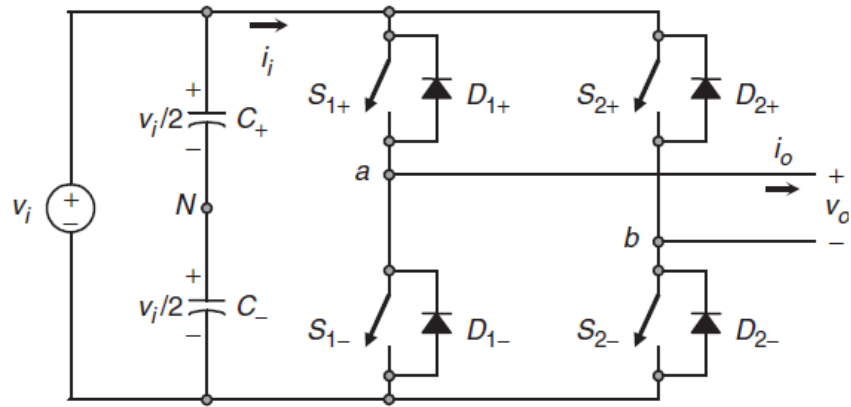 i_i
+
v_i/2 C_+
−
S_1+ D_1+ S_2+ D_2+
i_o
a
+
v_i + − N v_o
b
−
+
v_i/2 C_−
−
S_1− D_1− S_2− D_2−